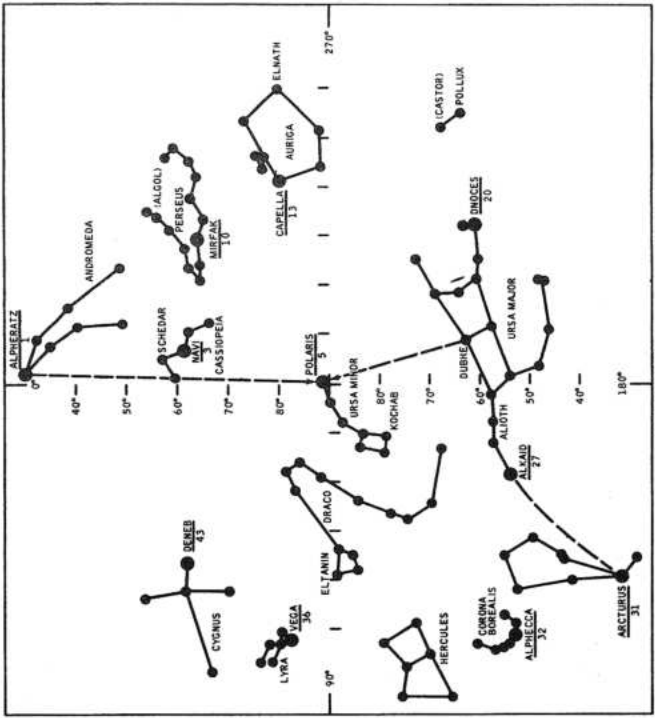 ALPHERATZ
1
0°
40°
ANDROMEDA
50°
(ALGOL)
SCHEDAR
60°
PERSEUS
NAVI
3
DENEB
43
MIRFAK
10
CASSIOPEIA
70°
CYGNUS
ELNATH
AURIGA
CAPELLA
13
80°
LYRA
VEGA
36
270°
POLARIS
5
90°
ELTANIN
DRACO
URSA MINOR
80°
KOCHAB
70°
HERCULES
(CASTOR)
POLLUX
DUBHE
60°
DNOCES
20
CORONA
BOREALIS
ALIOTH
URSA MAJOR
50°
ALKAID
27
ALPHECCA
32
40°
180°
ARCTURUS
31